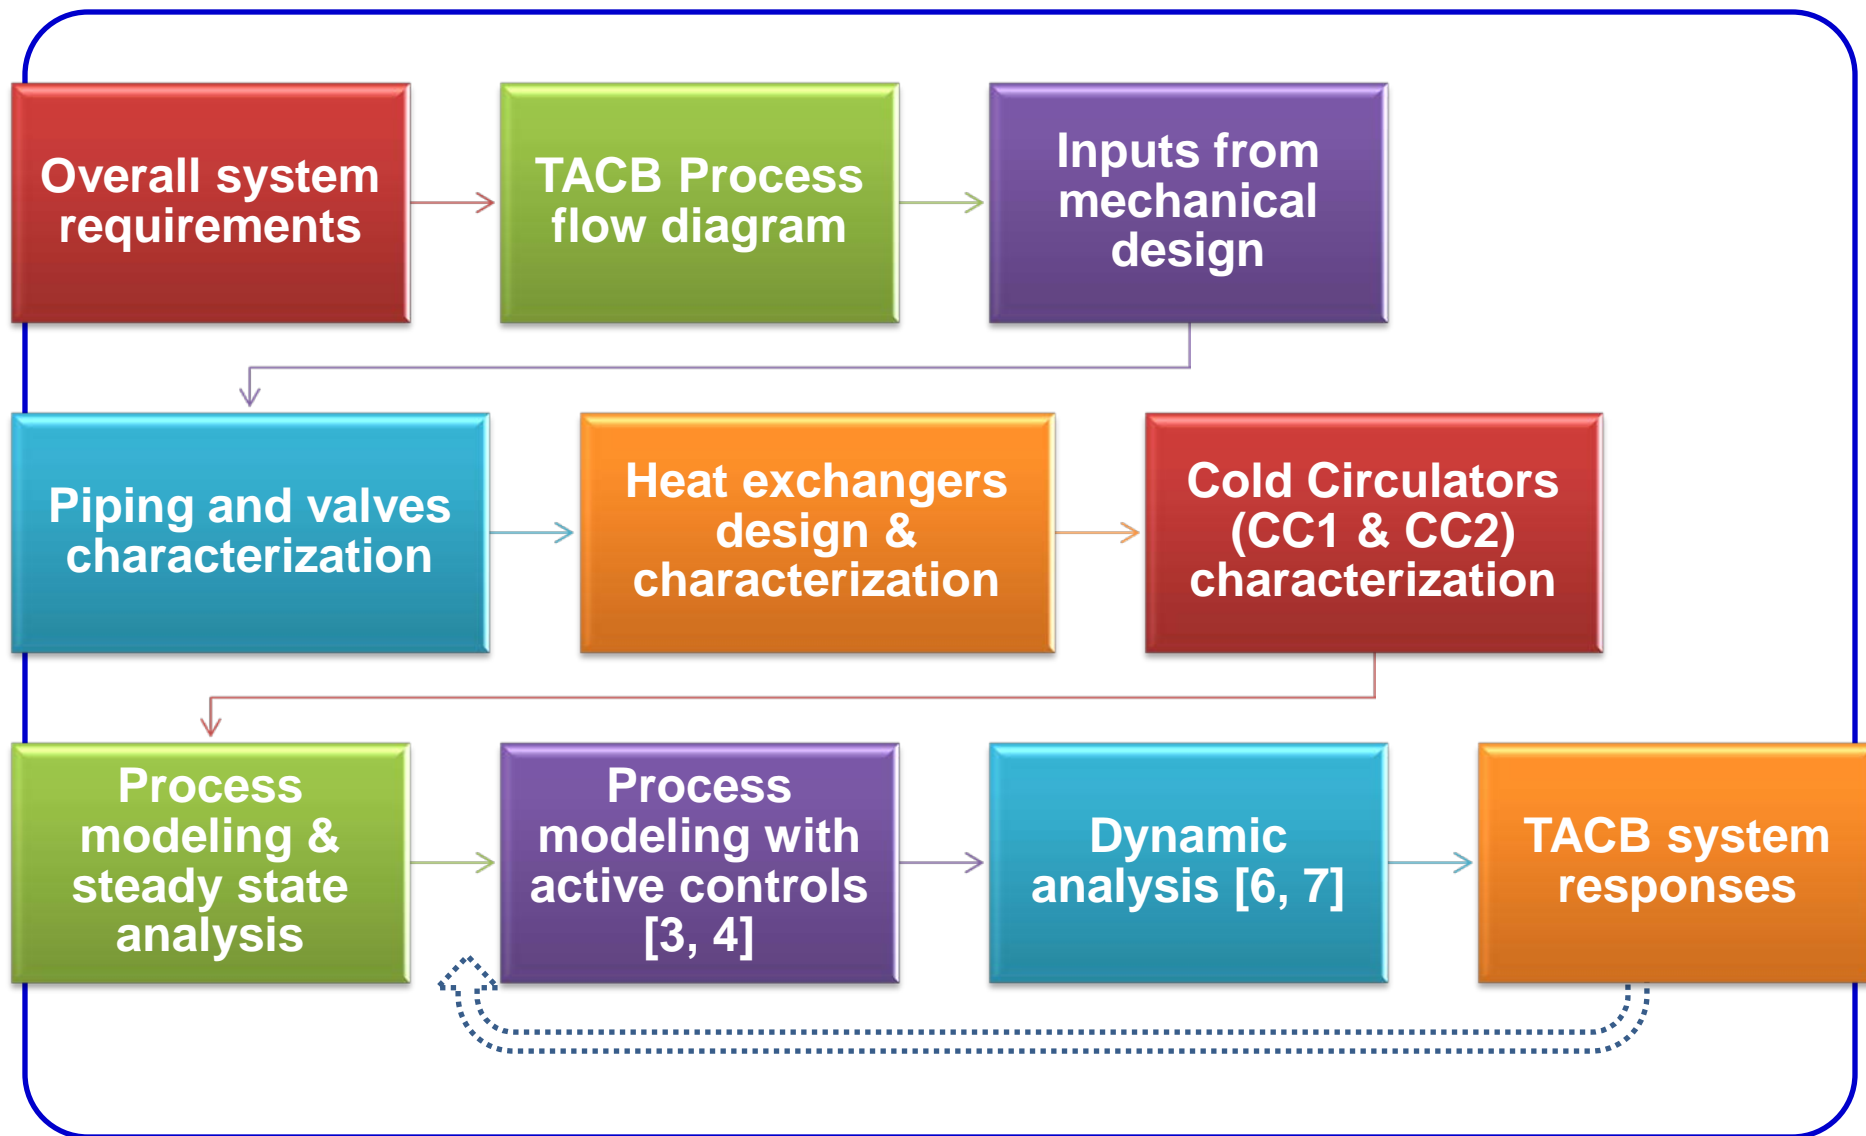 Overall system
requirements
TACB Process
flow diagram
Inputs from
mechanical
design
Piping and valves
characterization
Heat exchangers
design &
characterization
Cold Circulators
(CC1 & CC2)
characterization
Process
modeling &
steady state
analysis
Process
modeling with
active controls
[3, 4]
Dynamic
analysis [6, 7]
TACB system
responses